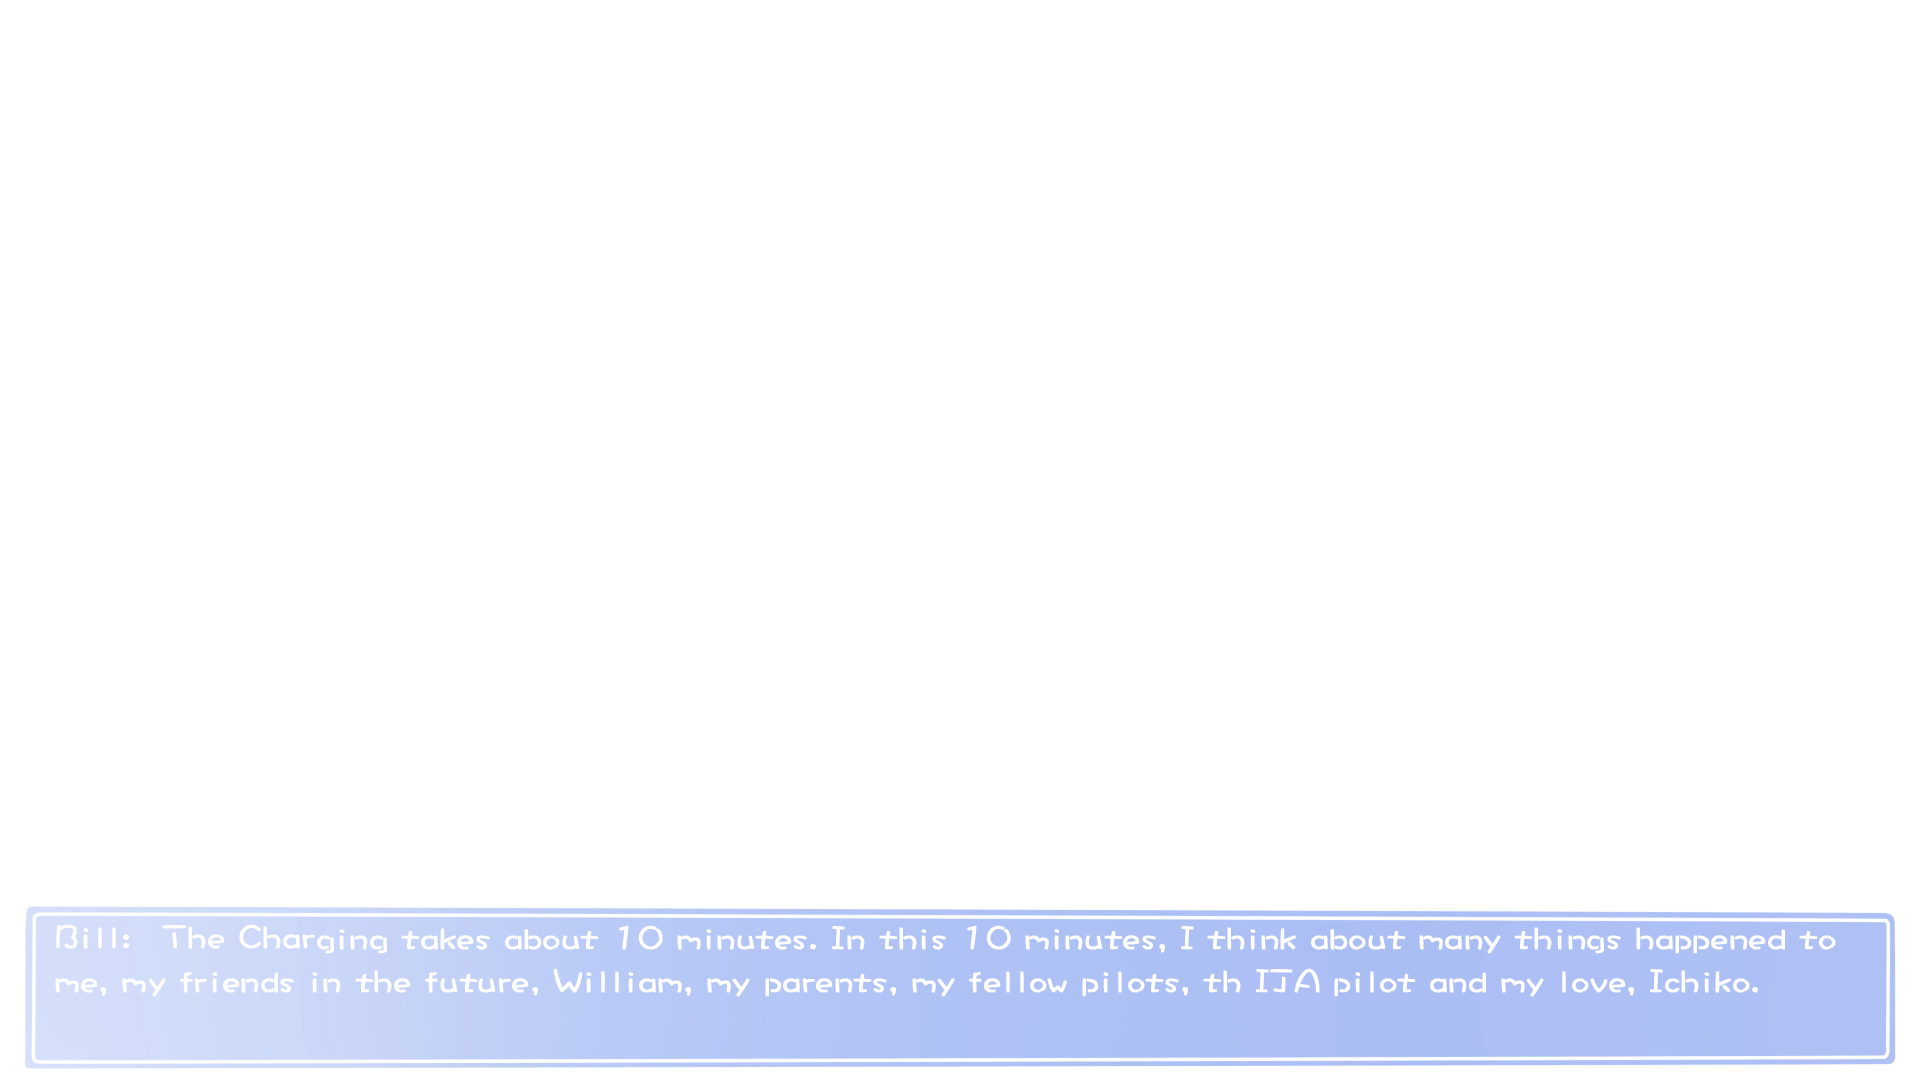 Bill: The Charging takes about 10 minutes. In this 10 minutes, I think about many things happened to
me, my friends in the future, William, my parents, my fellow pilots, th IJA pilot and my love, Ichiko.